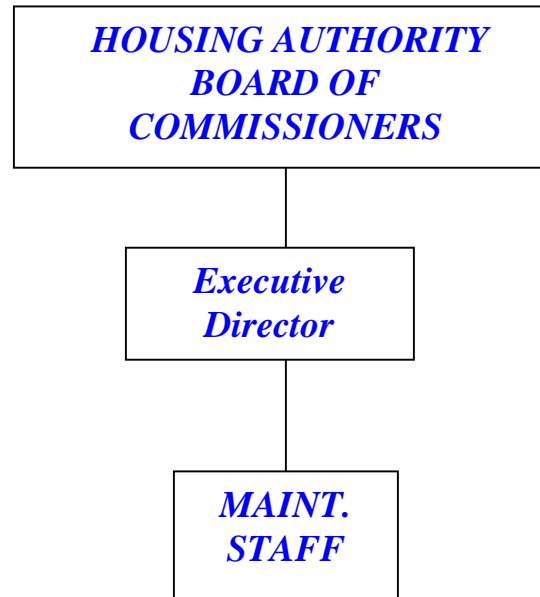 HOUSING AUTHORITY
BOARD OF
COMMISSIONERS
Executive
Director
MAINT.
STAFF